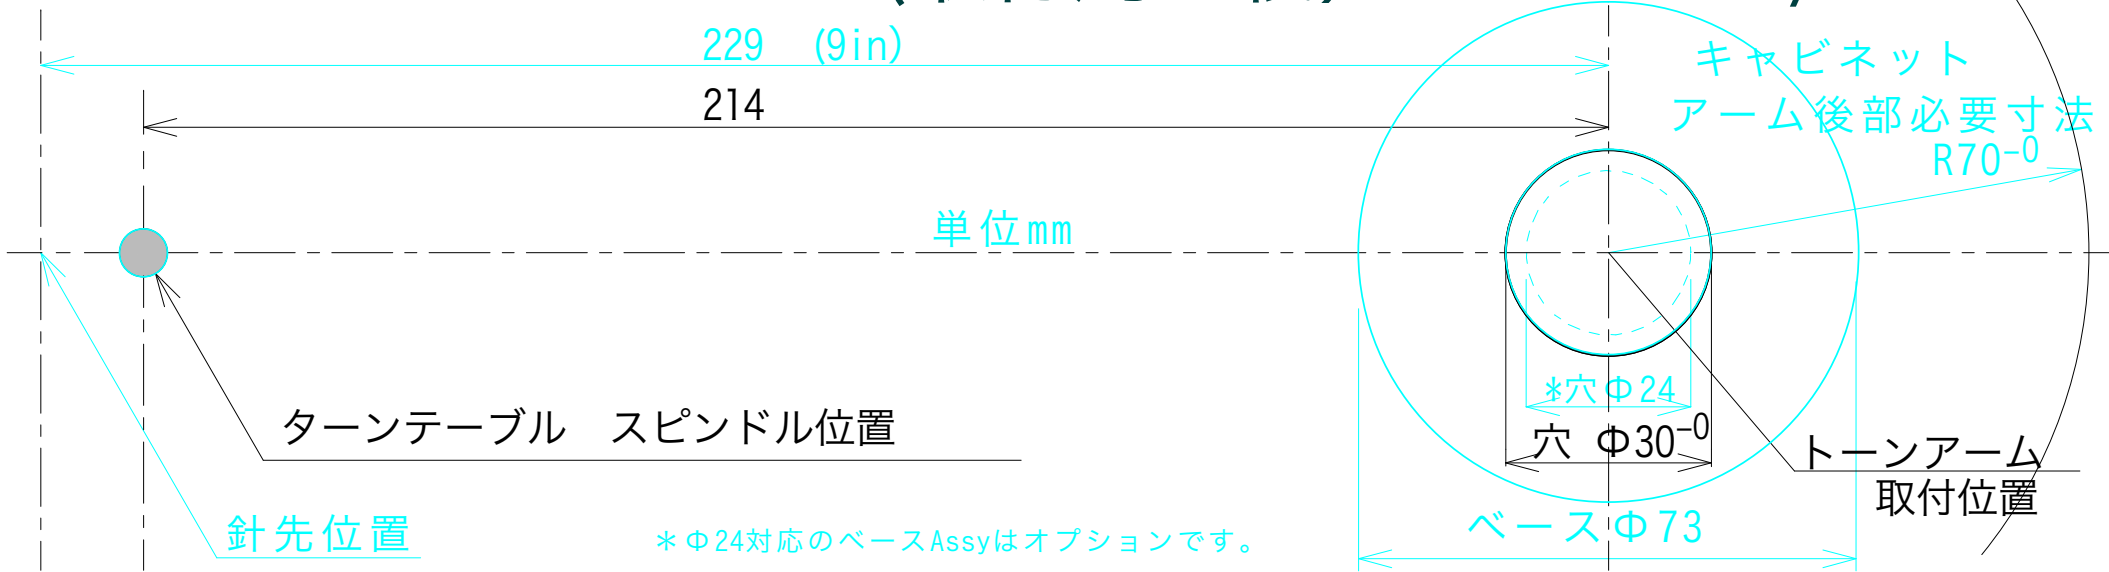 229 (9in)
214
キャビネット
アーム後部必要寸法
R70-0
単位mm
*穴Φ24
穴 Φ30-0
ターンテーブル スピンドル位置
トーンアーム
取付位置
針先位置
＊Φ24対応のベースAssyはオプションです。
ベースΦ73